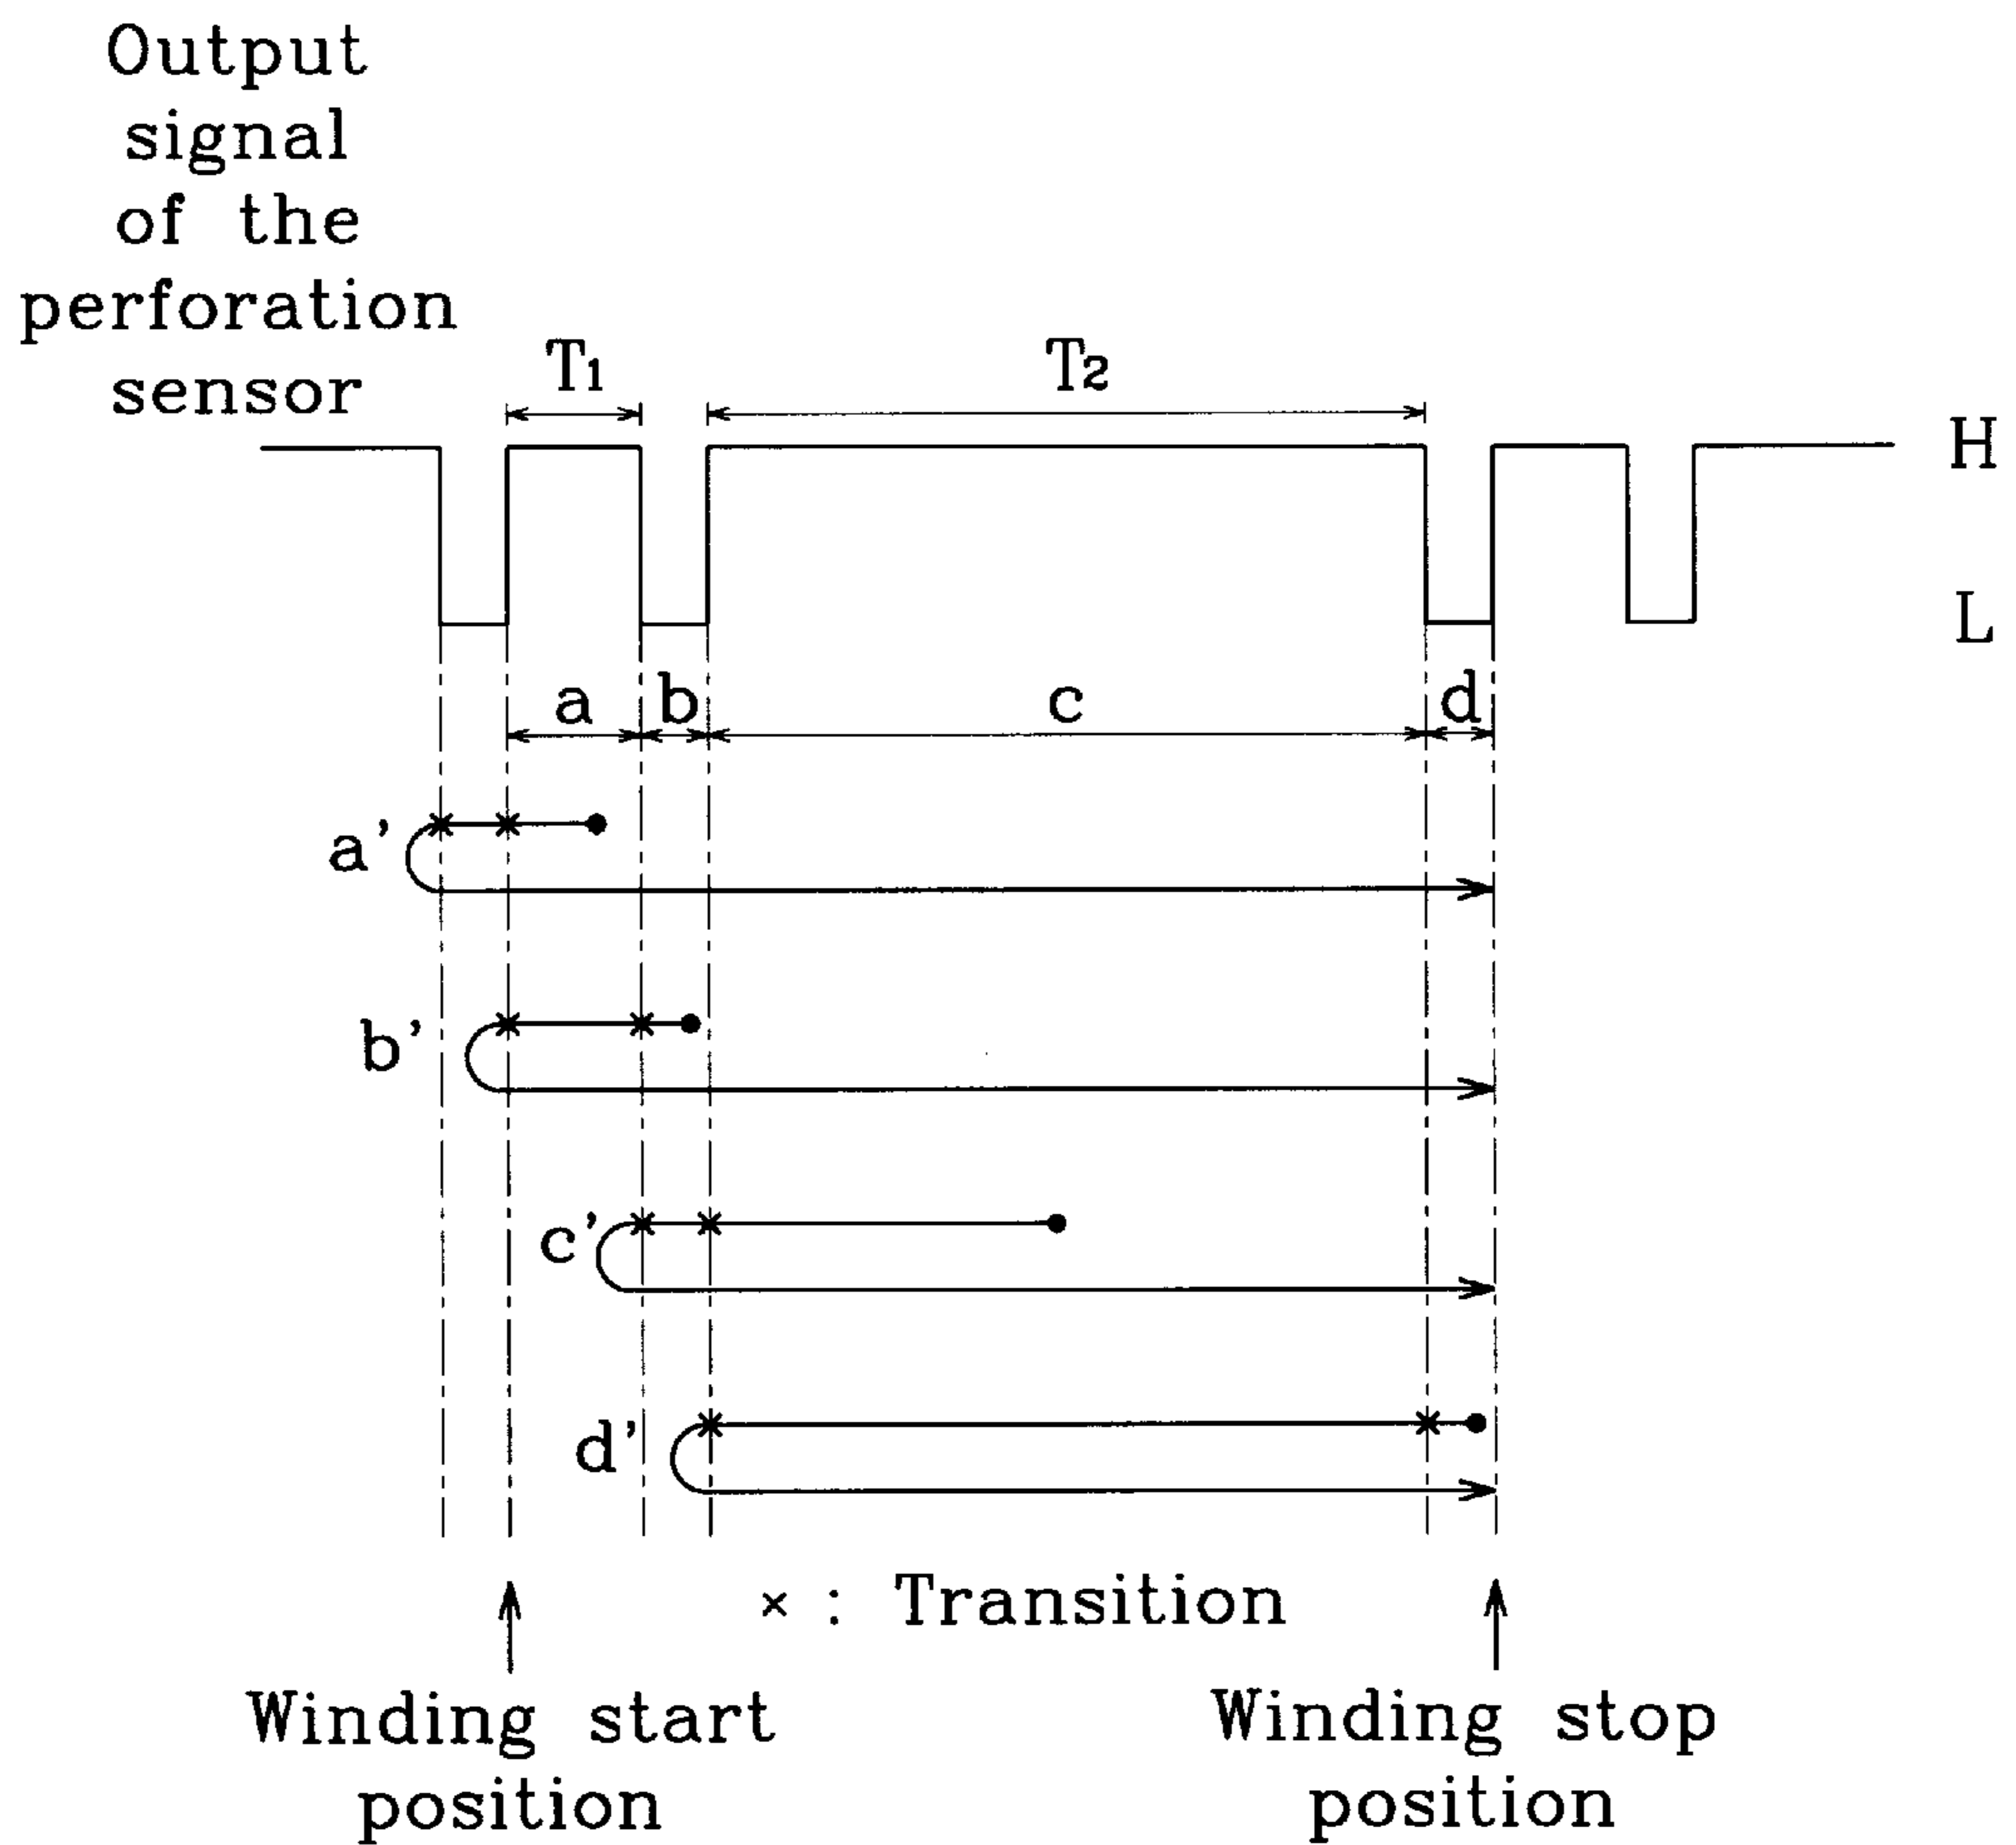 Output
signal
of the
perforation
sensor
T1
T2
H
L
a
b
c
d
a'
b'
c'
d'
× : Transition
Winding start
position
Winding stop
position